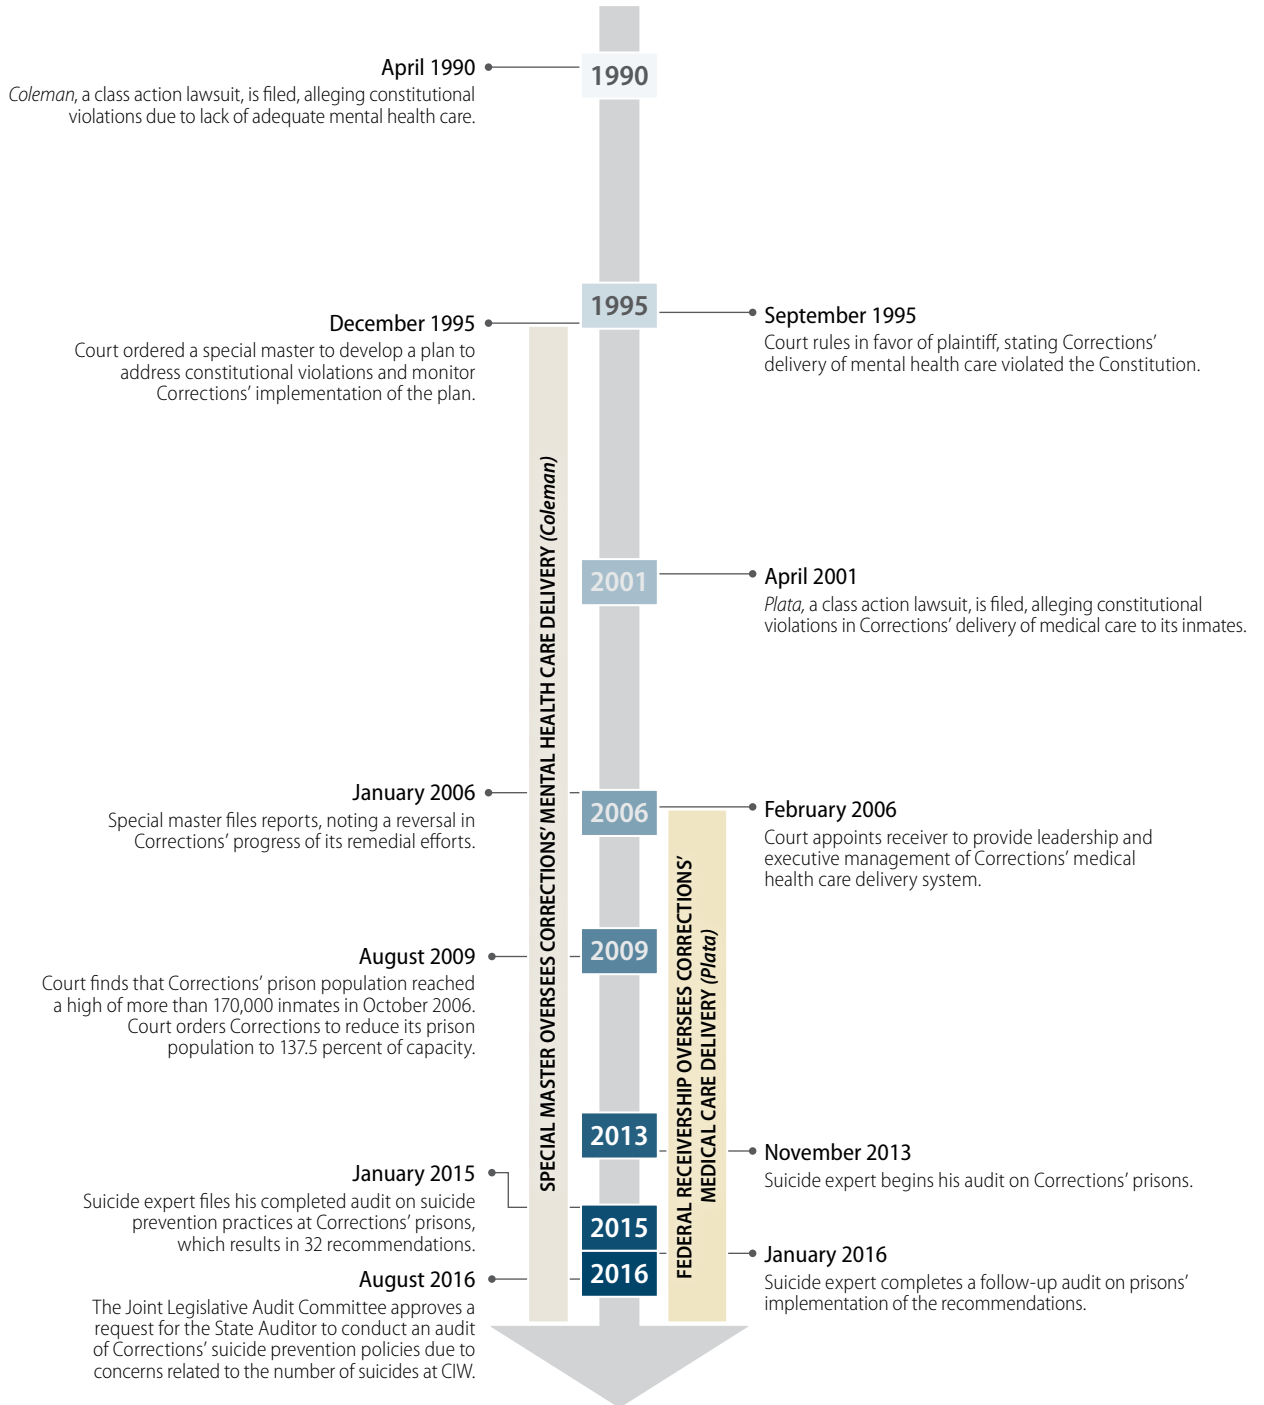 April 1990
Coleman, a class action lawsuit, is filed, alleging constitutional
violations due to lack of adequate mental health care.
1990
1995
September 1995
Court rules in favor of plaintiff, stating Corrections’
delivery of mental health care violated the Constitution.
December 1995
Court ordered a special master to develop a plan to
address constitutional violations and monitor
Corrections’ implementation of the plan.
SPECIAL MASTER OVERSEES CORRECTIONS’ MENTAL HEALTH CARE DELIVERY (Coleman)
2001
April 2001
Plata, a class action lawsuit, is filed, alleging constitutional
violations in Corrections’ delivery of medical care to its inmates.
January 2006
Special master files reports, noting a reversal in
Corrections’ progress of its remedial efforts.
2006
February 2006
Court appoints receiver to provide leadership and
executive management of Corrections’ medical
health care delivery system.
FEDERAL RECEIVERSHIP OVERSEES CORRECTIONS’
MEDICAL CARE DELIVERY (Plata)
August 2009
Court finds that Corrections’ prison population reached
a high of more than 170,000 inmates in October 2006.
Court orders Corrections to reduce its prison
population to 137.5 percent of capacity.
2009
2013
November 2013
Suicide expert begins his audit on Corrections’ prisons.
January 2015
Suicide expert files his completed audit on suicide
prevention practices at Corrections’ prisons,
which results in 32 recommendations.
2015
January 2016
Suicide expert completes a follow-up audit on prisons’
implementation of the recommendations.
2016
August 2016
The Joint Legislative Audit Committee approves a
request for the State Auditor to conduct an audit
of Corrections’ suicide prevention policies due to
concerns related to the number of suicides at CIW.